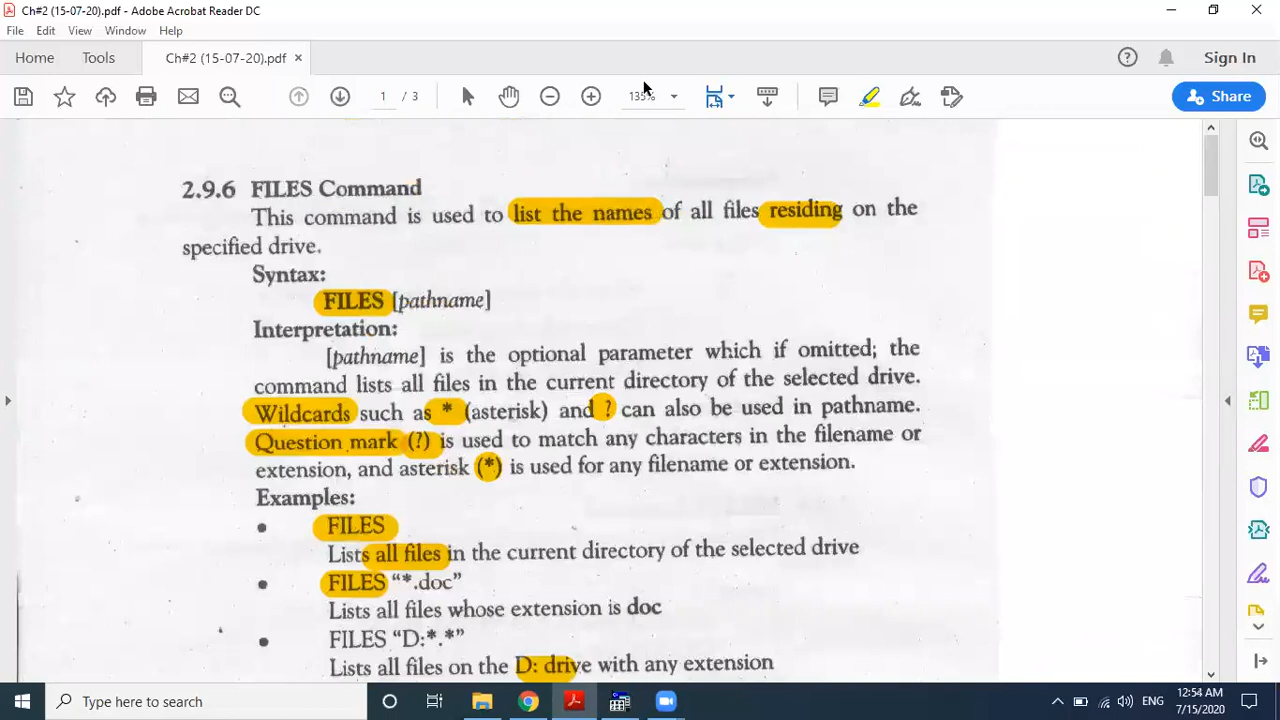 Ch#2 (15-07-20).pdf - Adobe Acrobat Reader DC
File Edit View Window Help
Home Tools Ch#2 (15-07-20).pdf × Sign In
1 / 3 135% Share
2.9.6 FILES Command
This command is used to list the names of all files residing on the
specified drive.
Syntax:
FILES [pathname]
Interpretation:
[pathname] is the optional parameter which if omitted; the
command lists all files in the current directory of the selected drive.
Wildcards such as * (asterisk) and ? can also be used in pathname.
Question mark (?) is used to match any characters in the filename or
extension, and asterisk (*) is used for any filename or extension.
Examples:
• FILES
Lists all files in the current directory of the selected drive
• FILES “*.doc”
Lists all files whose extension is doc
• FILES “D:*.*”
Lists all files on the D: drive with any extension
Type here to search
ENG 12:54 AM
7/15/2020